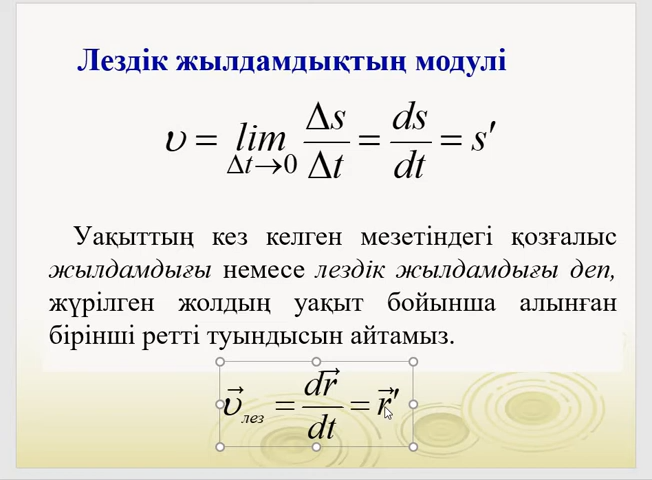 Лездік жылдамдықтың модулі
υ = lim Δt→0 Δs/Δt = ds/dt = s′
Уақыттың кез келген мезетіндегі қозғалыс
жылдамдығы немесе лездік жылдамдығы деп,
жүрілген жолдың уақыт бойынша алынған
бірінші ретті туындысын айтамыз.
υ⃗ лез = dr⃗/dt = r⃗′